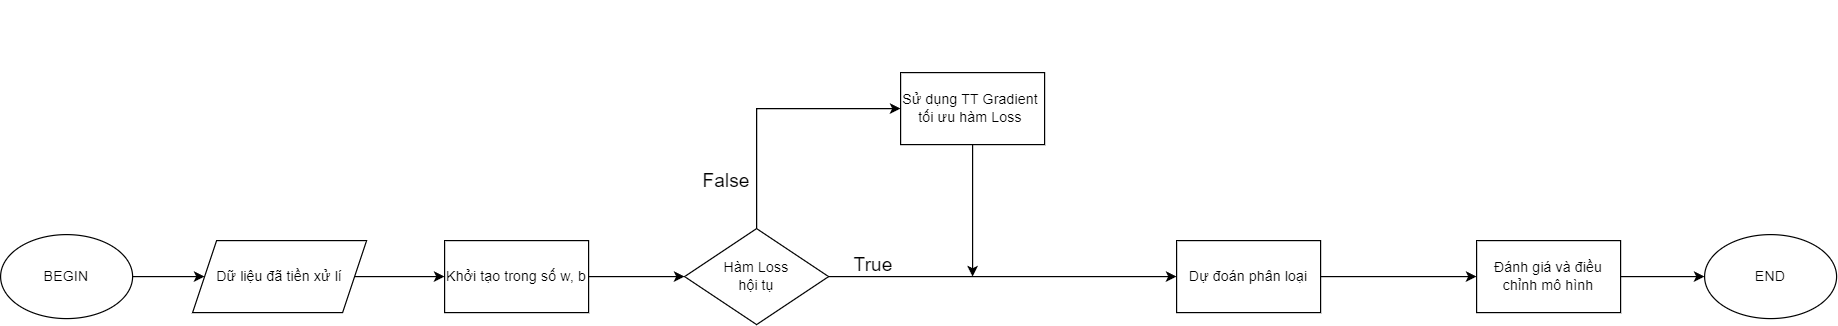 Sử dụng TT Gradient
tối ưu hàm Loss
False
BEGIN
Dữ liệu đã tiền xử lí
Khởi tạo trong số w, b
Hàm Loss
hội tụ
True
Dự đoán phân loại
Đánh giá và điều
chỉnh mô hình
END